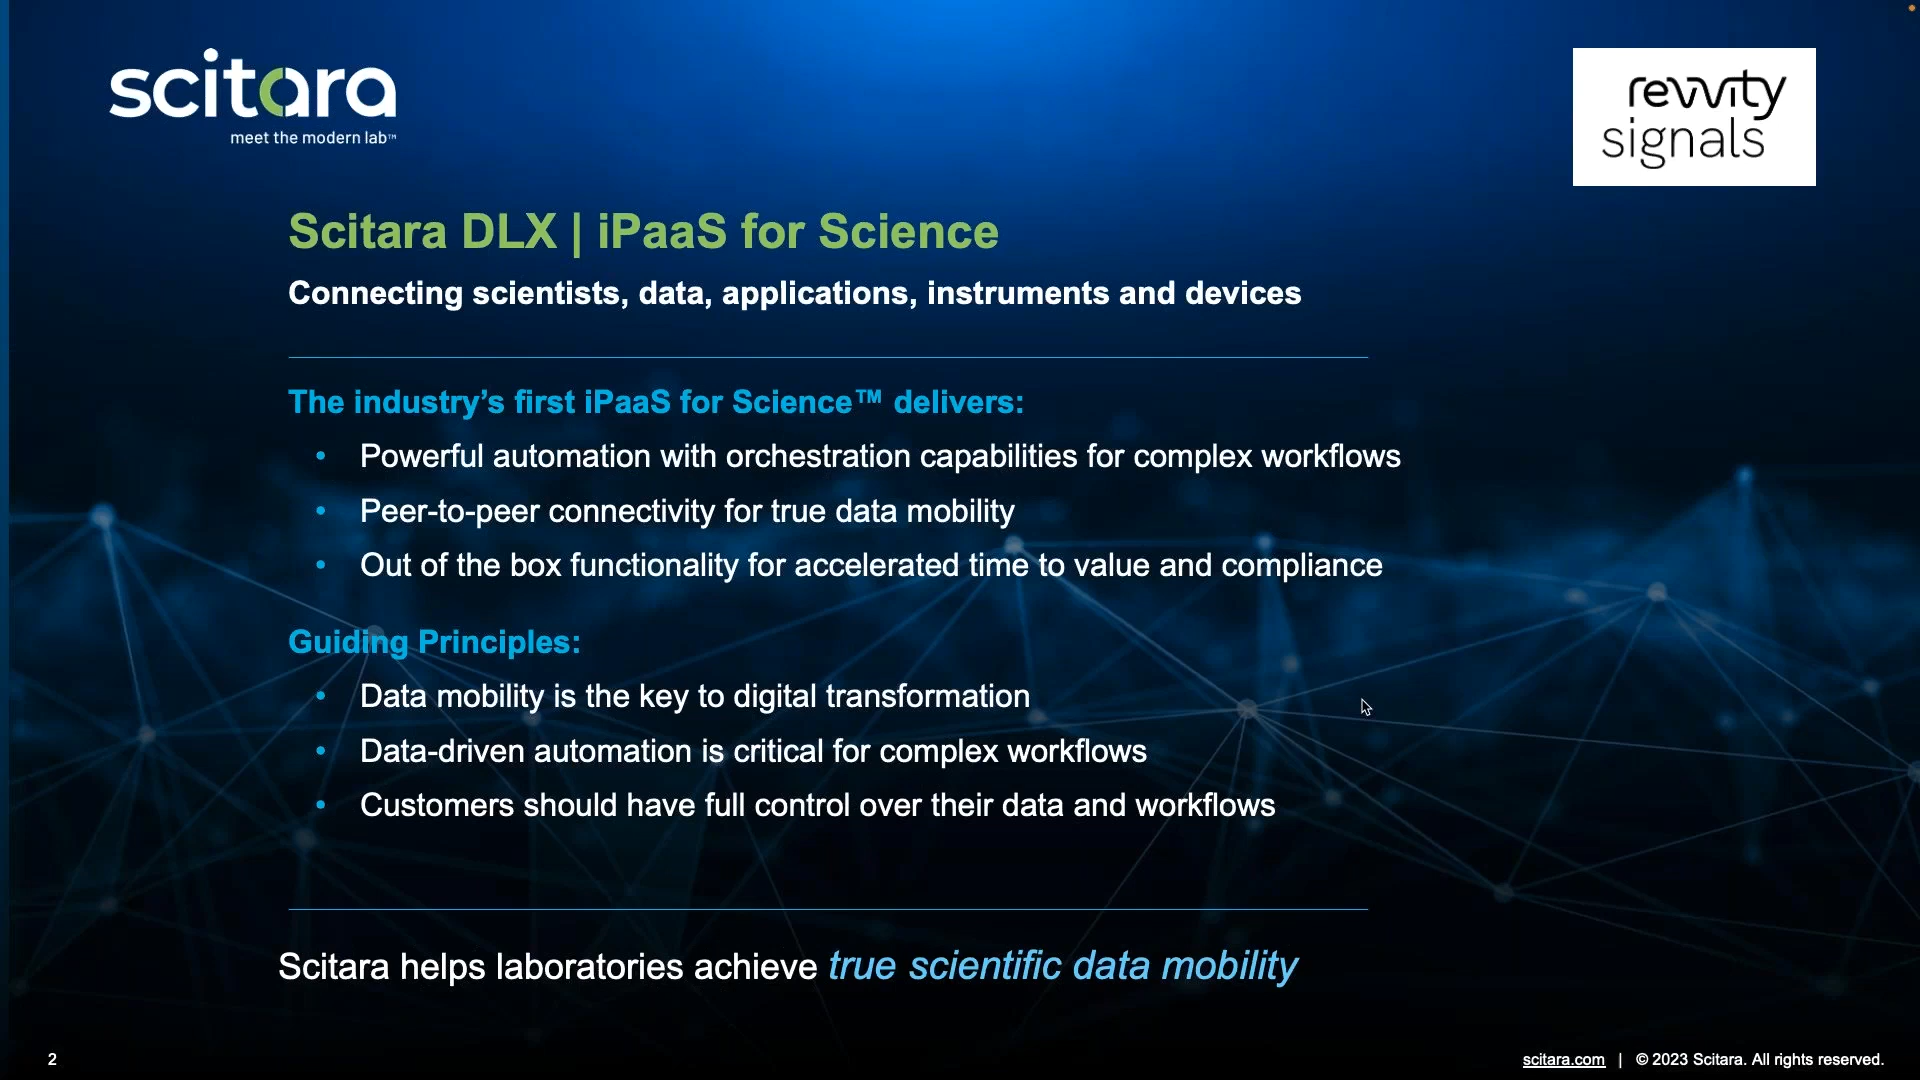 scitara
meet the modern lab™
revvity
signals
Scitara DLX | iPaaS for Science
Connecting scientists, data, applications, instruments and devices
The industry’s first iPaaS for Science™ delivers:
• Powerful automation with orchestration capabilities for complex workflows
• Peer-to-peer connectivity for true data mobility
• Out of the box functionality for accelerated time to value and compliance
Guiding Principles:
• Data mobility is the key to digital transformation
• Data-driven automation is critical for complex workflows
• Customers should have full control over their data and workflows
Scitara helps laboratories achieve true scientific data mobility
2
scitara.com | © 2023 Scitara. All rights reserved.